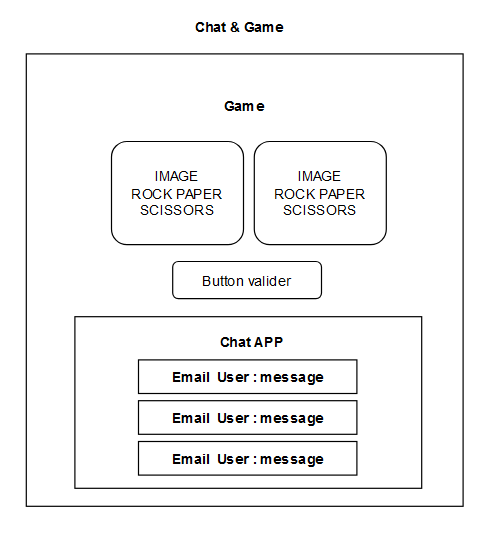 Chat & Game
Game
IMAGE
ROCK PAPER
SCISSORS
IMAGE
ROCK PAPER
SCISSORS
Button valider
Chat APP
Email User : message
Email User : message
Email User : message